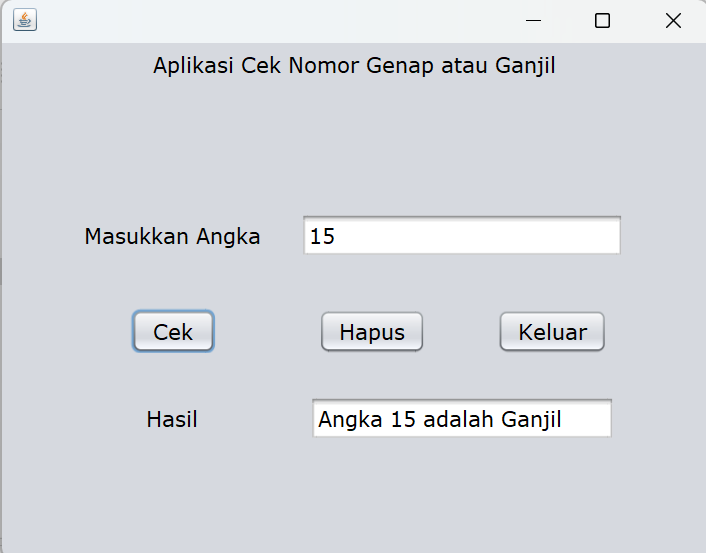 Aplikasi Cek Nomor Genap atau Ganjil
Masukkan Angka 15
Cek Hapus Keluar
Hasil Angka 15 adalah Ganjil